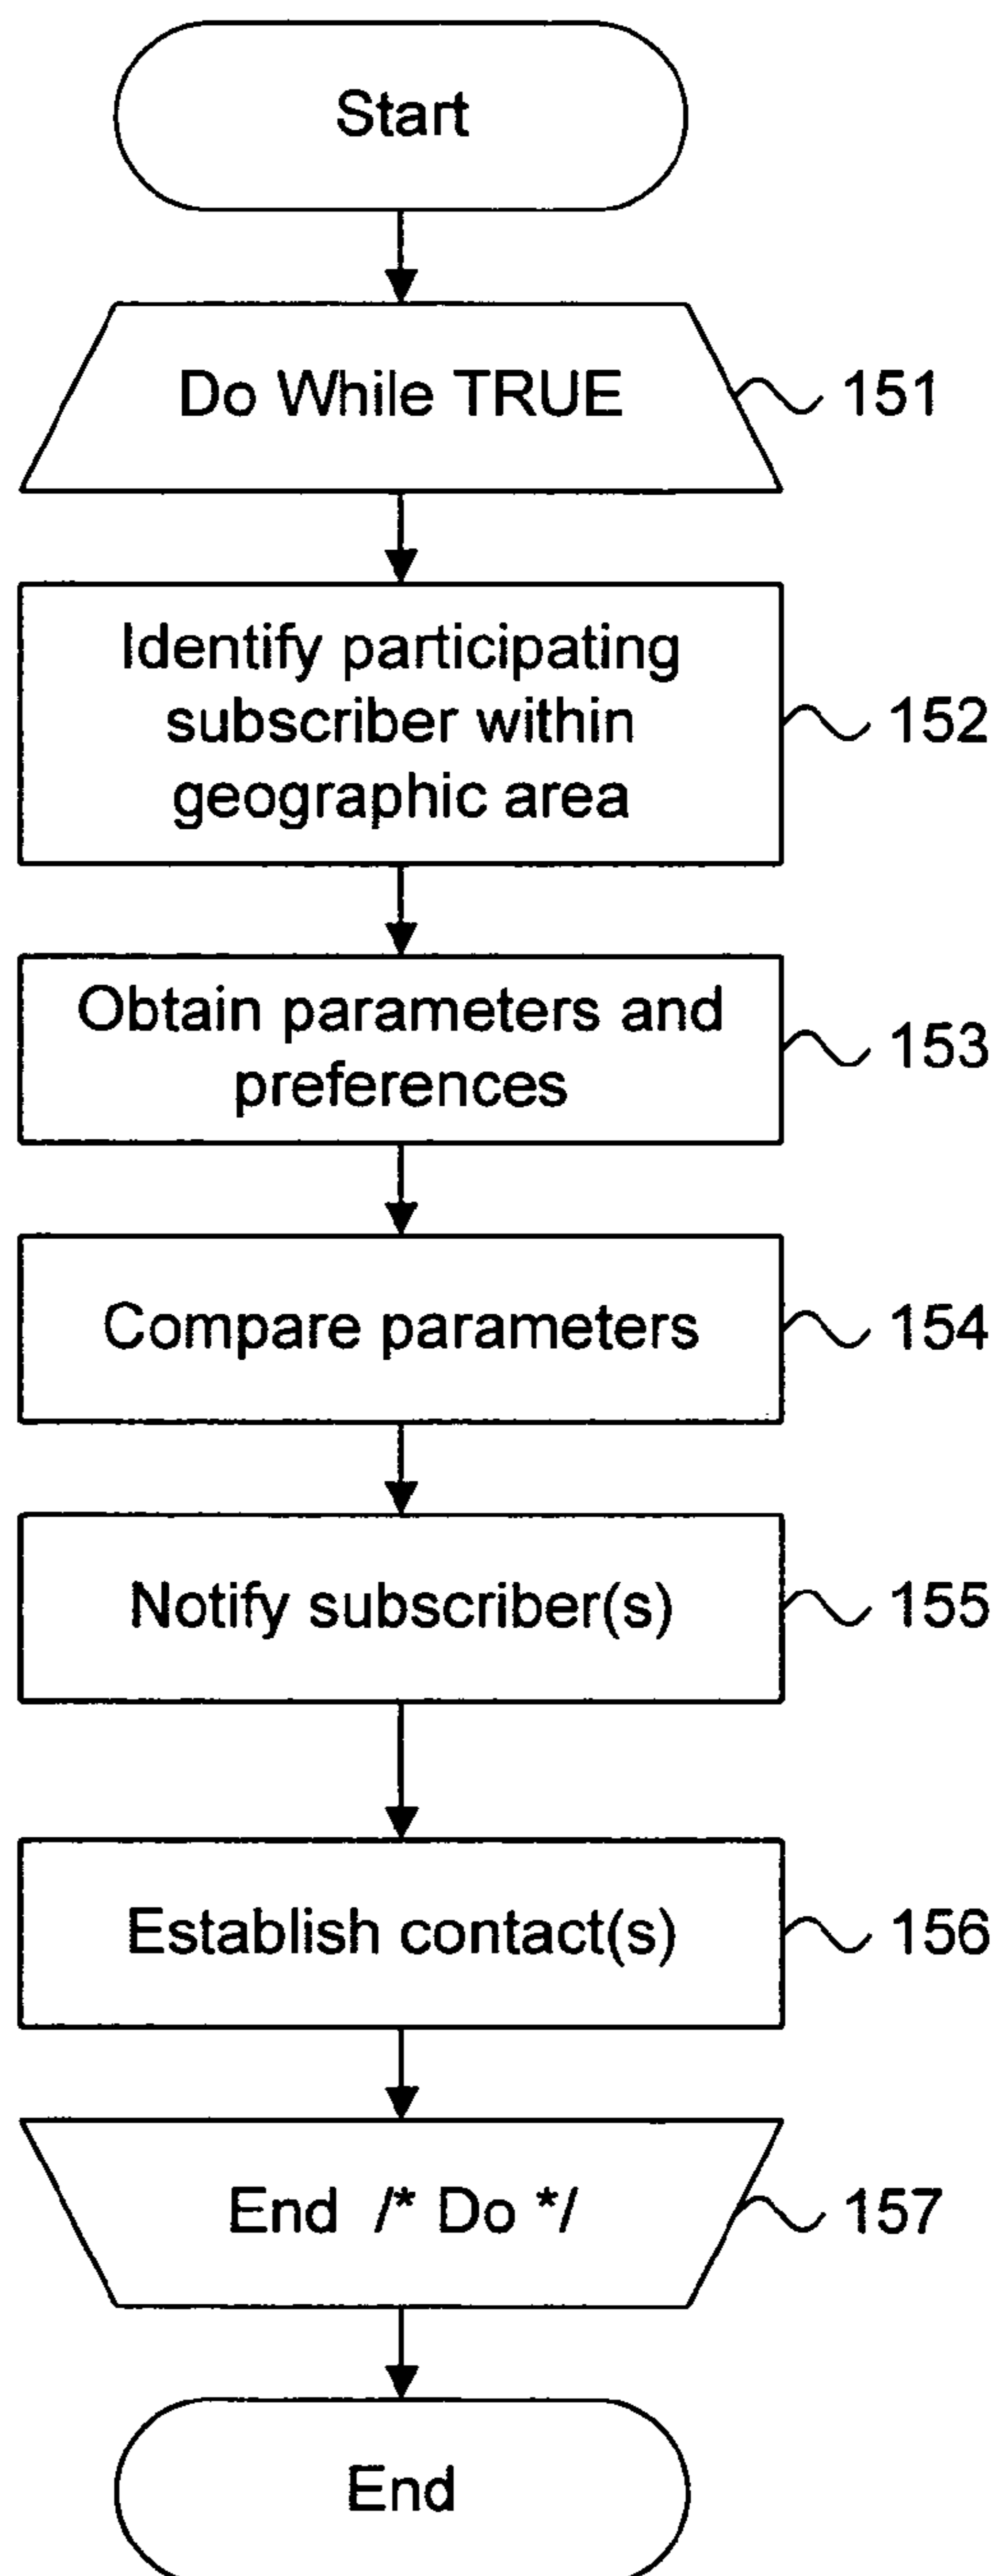 Start
Do While TRUE
151
Identify participating
subscriber within
geographic area
152
Obtain parameters and
preferences
153
Compare parameters
154
Notify subscriber(s)
155
Establish contact(s)
156
End /* Do */
157
End